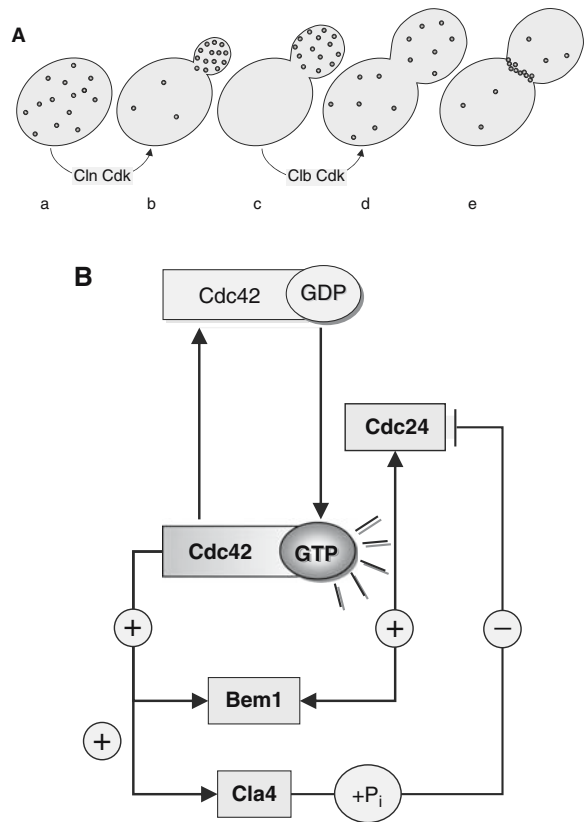 A
Cln Cdk
Clb Cdk
a b c d e
B
Cdc42 GDP
Cdc24
Cdc42 GTP
+ + −
Bem1
+
Cla4 +Pi